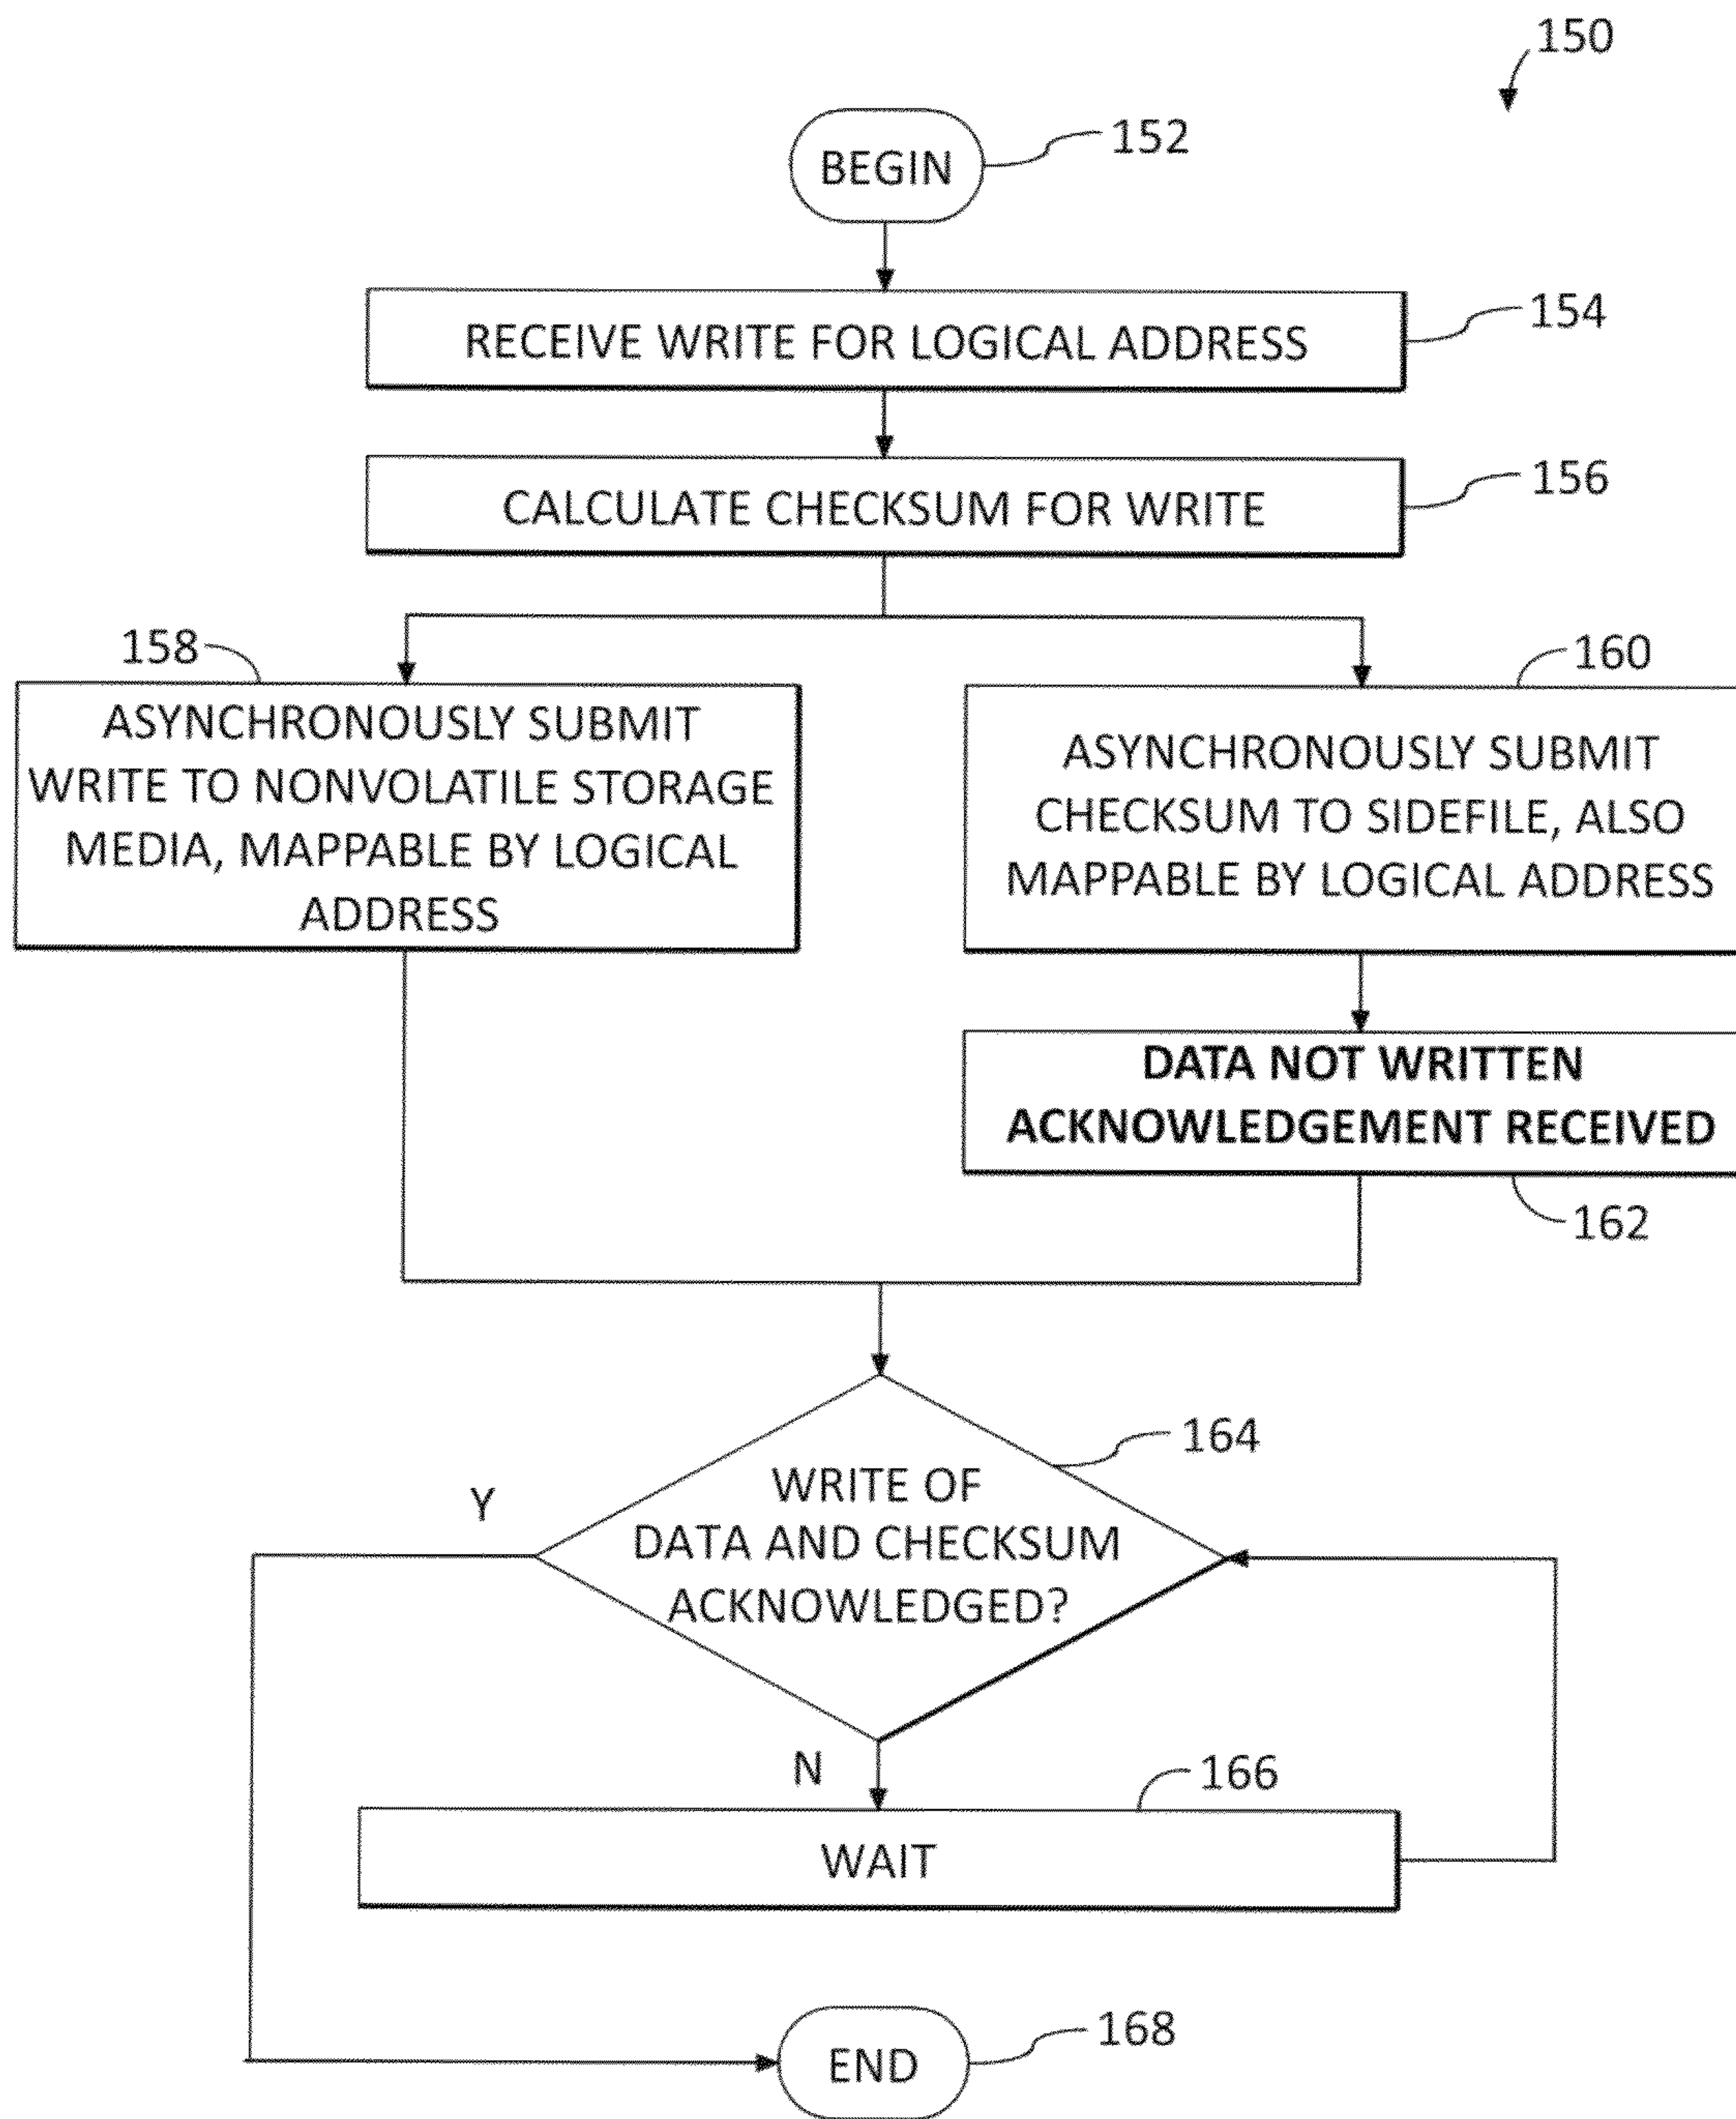 150
152
BEGIN
RECEIVE WRITE FOR LOGICAL ADDRESS
154
CALCULATE CHECKSUM FOR WRITE
156
158
ASYNCHRONOUSLY SUBMIT
WRITE TO NONVOLATILE STORAGE
MEDIA, MAPPABLE BY LOGICAL
ADDRESS
160
ASYNCHRONOUSLY SUBMIT
CHECKSUM TO SIDEFILE, ALSO
MAPPABLE BY LOGICAL ADDRESS
DATA NOT WRITTEN
ACKNOWLEDGEMENT RECEIVED
162
164
WRITE OF
DATA AND CHECKSUM
ACKNOWLEDGED?
Y
N
166
WAIT
168
END